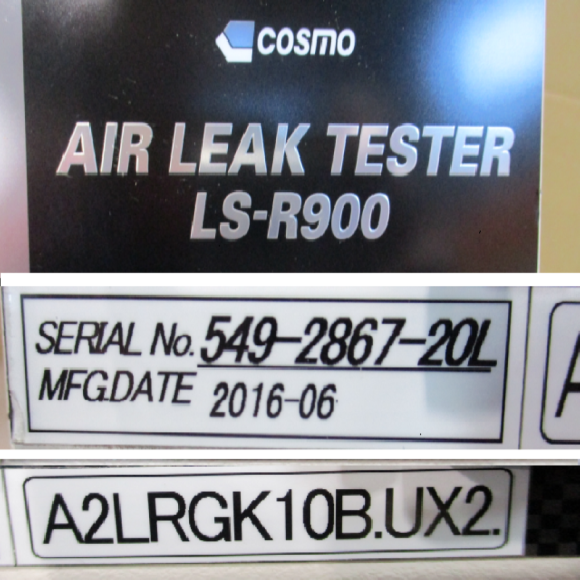 COSMO
AIR LEAK TESTER
LS-R900
SERIAL No. 549-2867-20L
MFG.DATE 2016-06
A2LRGK10B.UX2.